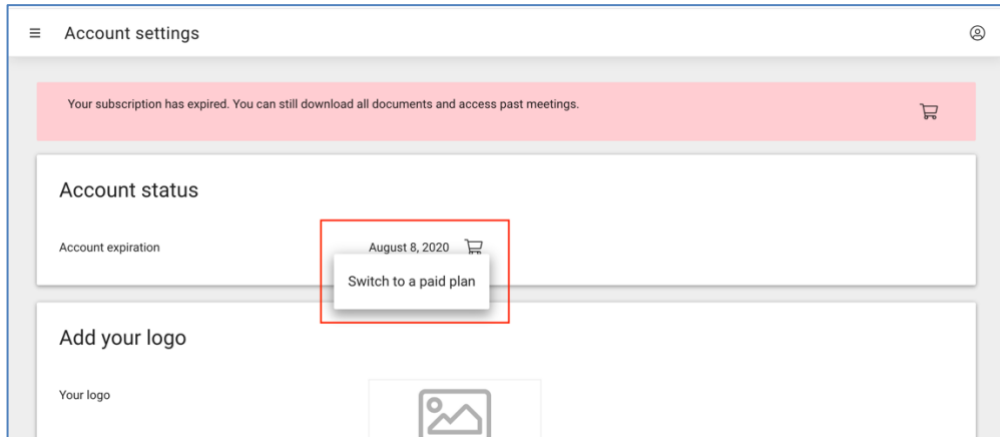 Account settings
Your subscription has expired. You can still download all documents and access past meetings.
Account status
Account expiration
August 8, 2020
Switch to a paid plan
Add your logo
Your logo